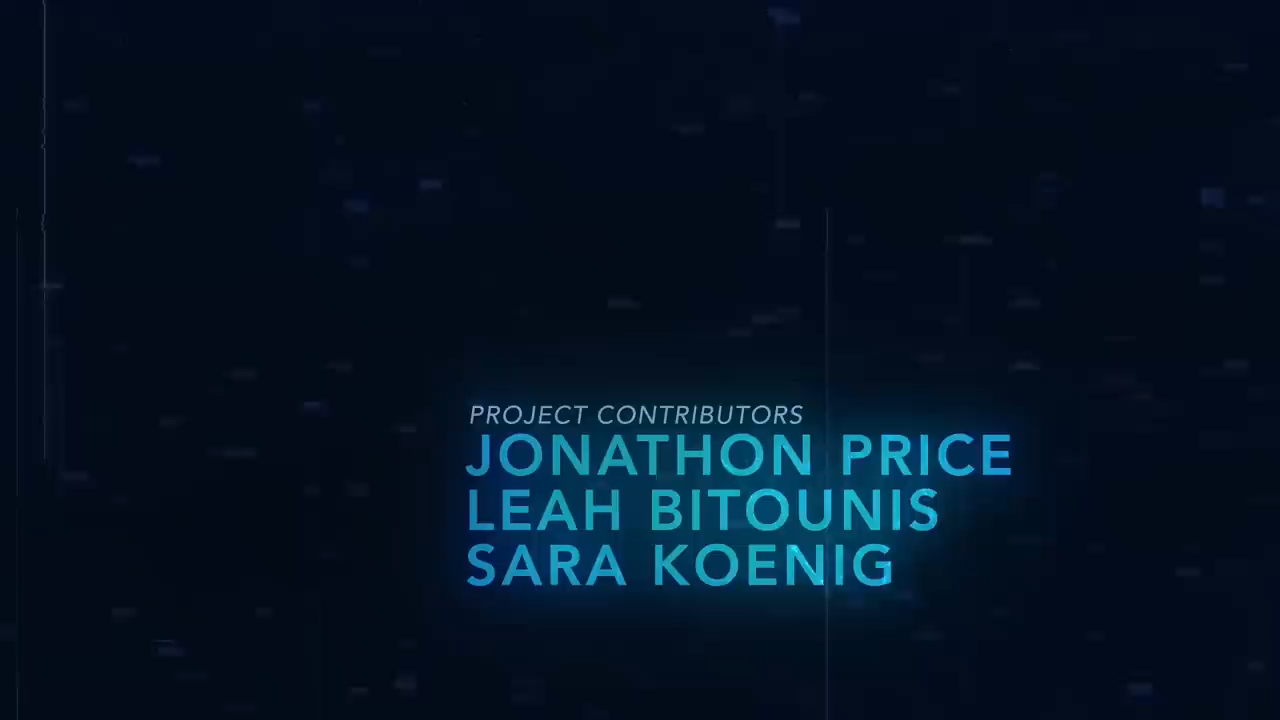 PROJECT CONTRIBUTORS
JONATHON PRICE
LEAH BITOUNIS
SARA KOENIG